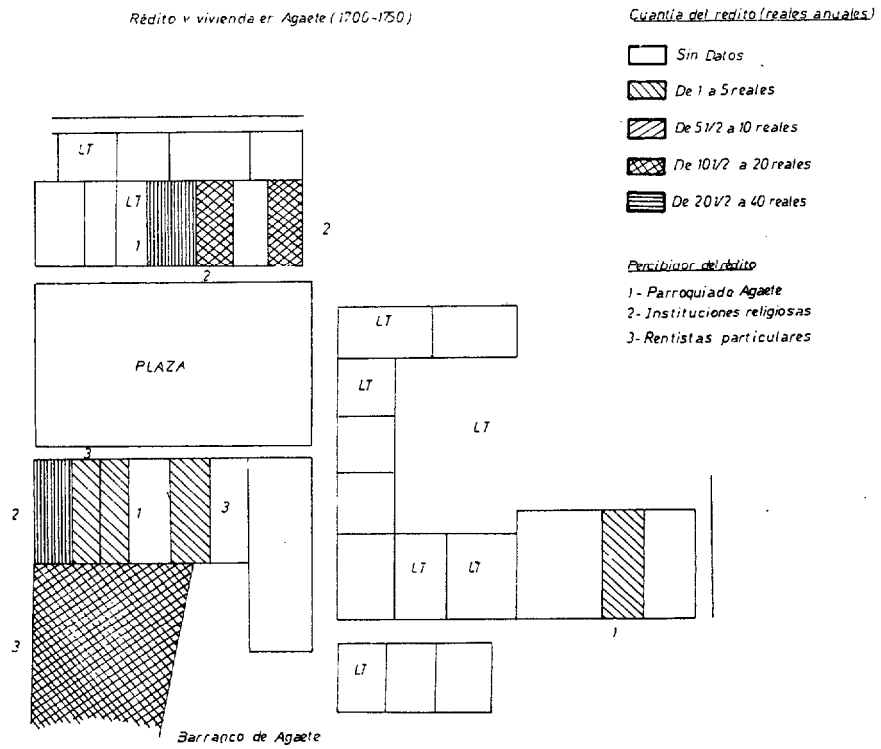 Rédito y vivienda en Agaete (1700-1750)
Cuantía del redito (reales anuales)
Sin Datos
De 1 a 5 reales
De 5 1/2 a 10 reales
De 10 1/2 a 20 reales
De 20 1/2 a 40 reales
Percibidor del rédito
1- Parroquia de Agaete
2- Instituciones religiosas
3- Rentistas particulares
LT
LT
1
2
2
PLAZA
LT
LT
LT
3
2
1
3
LT
LT
1
3
LT
Barranco de Agaete